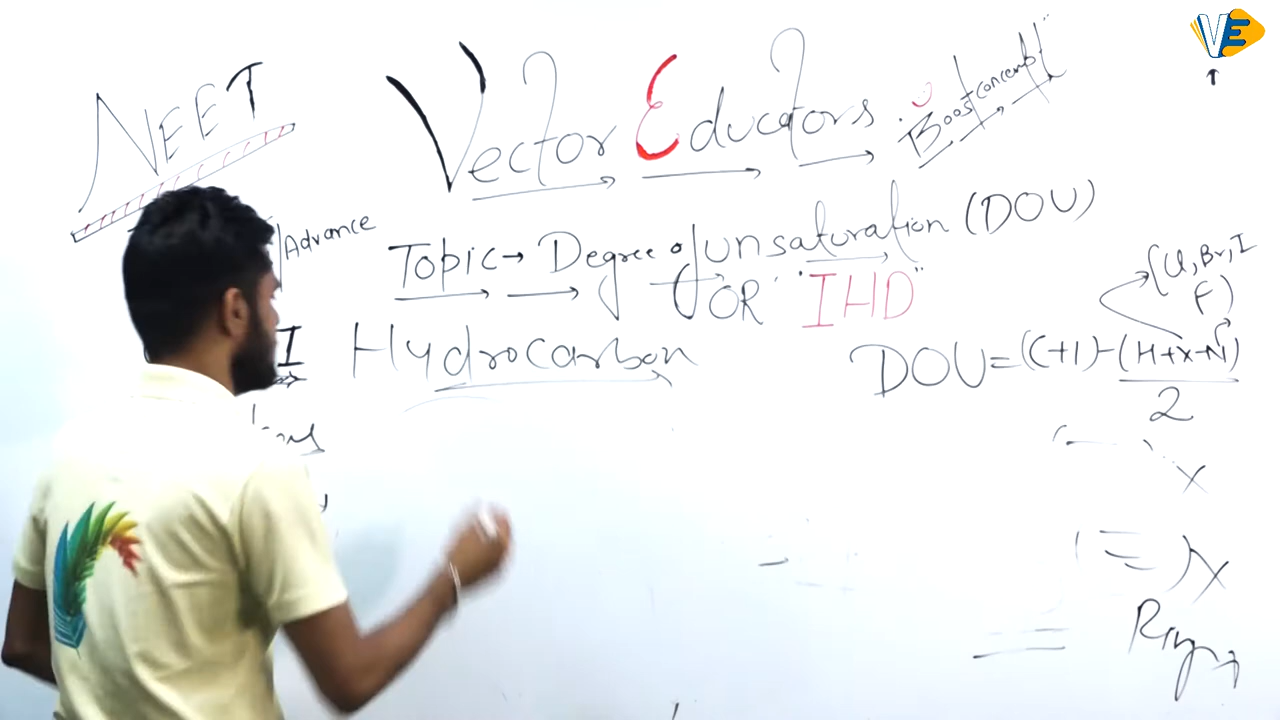 VE
NEET
Vector Educators
"Boost concept"
Advance
Topic → Degree of unsaturation (DOU)
OR "IHD"
(Cl, Br, I
F)
I Hydrocarbon
DOU = (C+1) - (H+X-N)
2
X
X